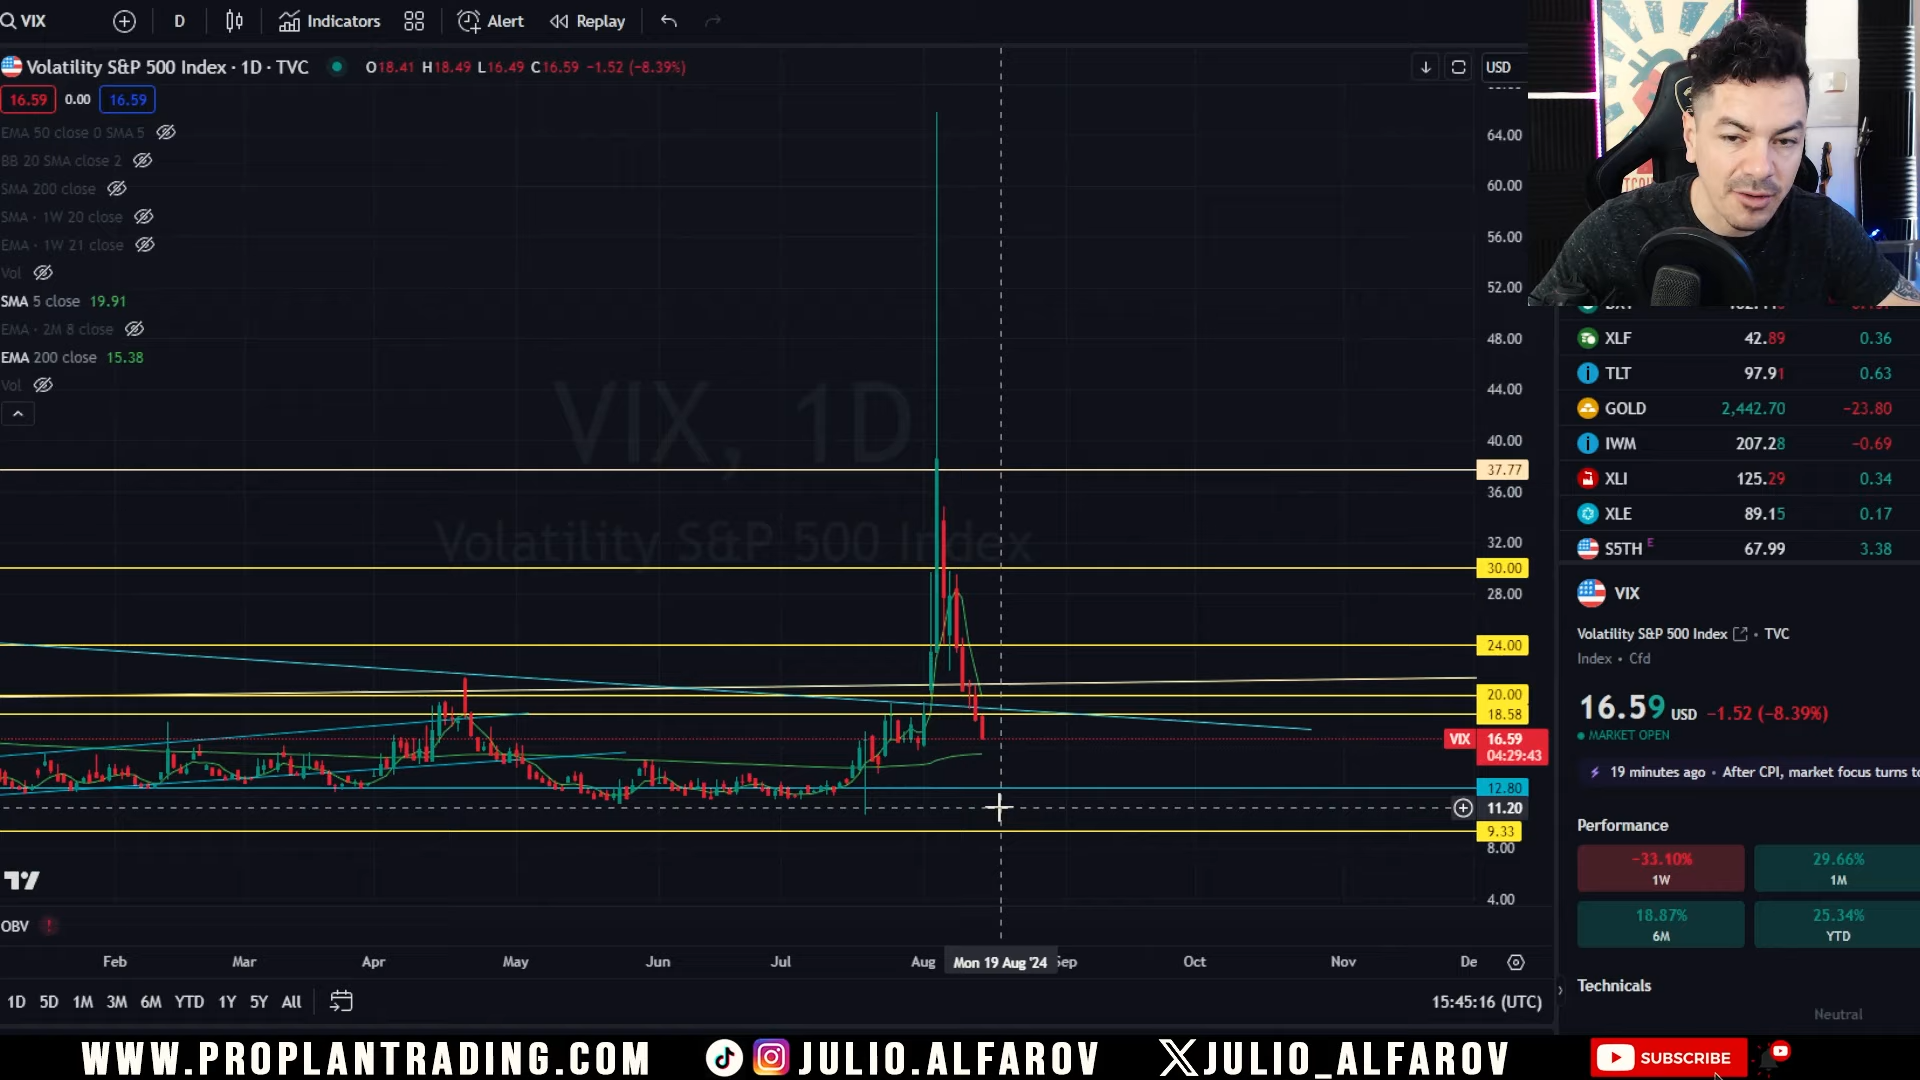 VIX
D
Indicators
Alert
Replay
Volatility S&P 500 Index · 1D · TVC
O18.41 H18.49 L16.49 C16.59 −1.52 (−8.39%)
USD
16.59 0.00 16.59
EMA 50 close 0 SMA 5
BB 20 SMA close 2
SMA 200 close
SMA · 1W 20 close
EMA · 1W 21 close
Vol
SMA 5 close 19.91
EMA · 2M 8 close
EMA 200 close 15.38
Vol
VIX, 1D
Volatility S&P 500 Index
64.00
60.00
56.00
52.00
48.00
44.00
40.00
37.77
36.00
32.00
30.00
28.00
24.00
20.00
18.58
VIX 16.59
04:29:43
12.80
11.20
9.33
8.00
4.00
OBV !
Feb Mar Apr May Jun Jul Aug Mon 19 Aug '24 Sep Oct Nov De
1D 5D 1M 3M 6M YTD 1Y 5Y All
15:45:16 (UTC)
XLF 42.89 0.36
TLT 97.91 0.63
GOLD 2,442.70 −23.80
IWM 207.28 −0.69
XLI 125.29 0.34
XLE 89.15 0.17
S5TH E 67.99 3.38
VIX
Volatility S&P 500 Index • TVC
Index • Cfd
16.59 USD −1.52 (−8.39%)
MARKET OPEN
19 minutes ago • After CPI, market focus turns to
Performance
−33.10%
1W
29.66%
1M
18.87%
6M
25.34%
YTD
Technicals
Neutral
WWW.PROPLANTRADING.COM
JULIO.ALFAROV
JULIO_ALFAROV
SUBSCRIBE